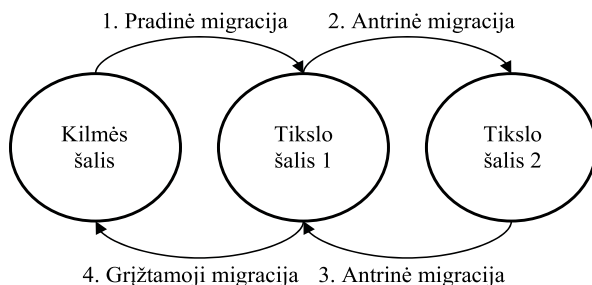 1. Pradinė migracija
2. Antrinė migracija
Kilmės
šalis
Tikslo
šalis 1
Tikslo
šalis 2
4. Grįžtamoji migracija
3. Antrinė migracija